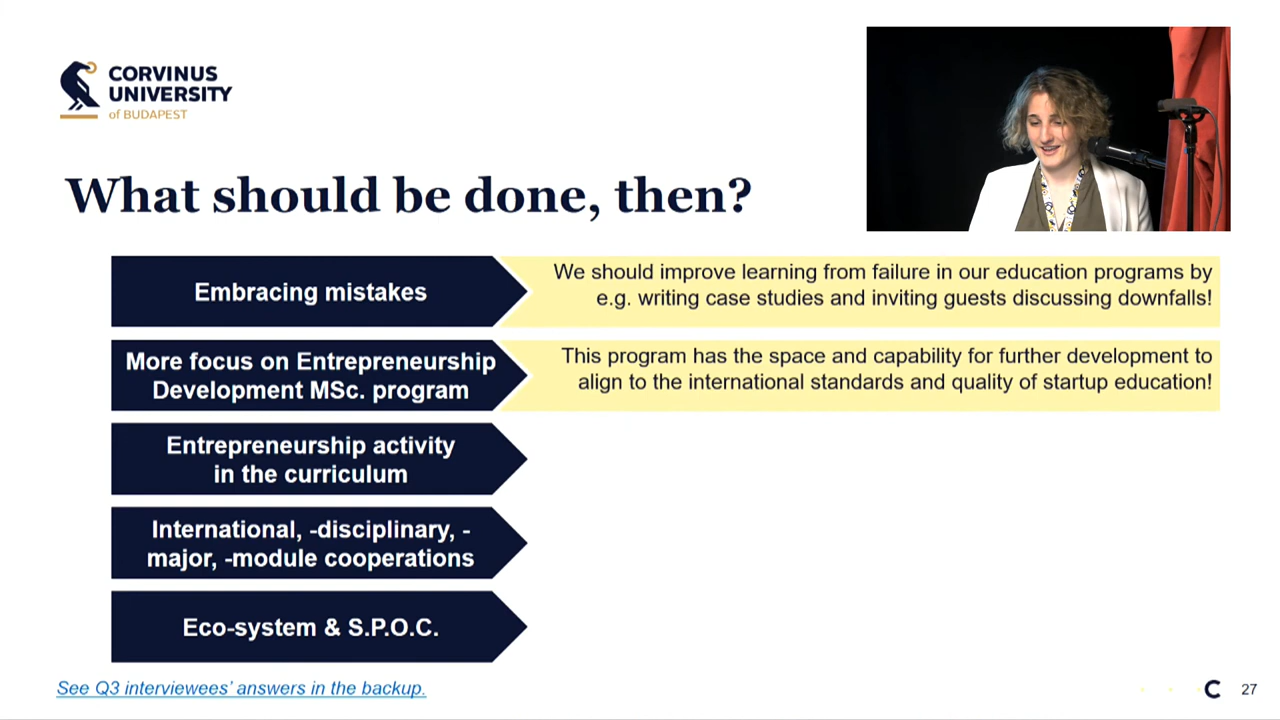 CORVINUS
UNIVERSITY
of BUDAPEST
What should be done, then?
Embracing mistakes
We should improve learning from failure in our education programs by
e.g. writing case studies and inviting guests discussing downfalls!
More focus on Entrepreneurship
Development MSc. program
This program has the space and capability for further development to
align to the international standards and quality of startup education!
Entrepreneurship activity
in the curriculum
International, -disciplinary, -
major, -module cooperations
Eco-system & S.P.O.C.
See Q3 interviewees’ answers in the backup.
C
27